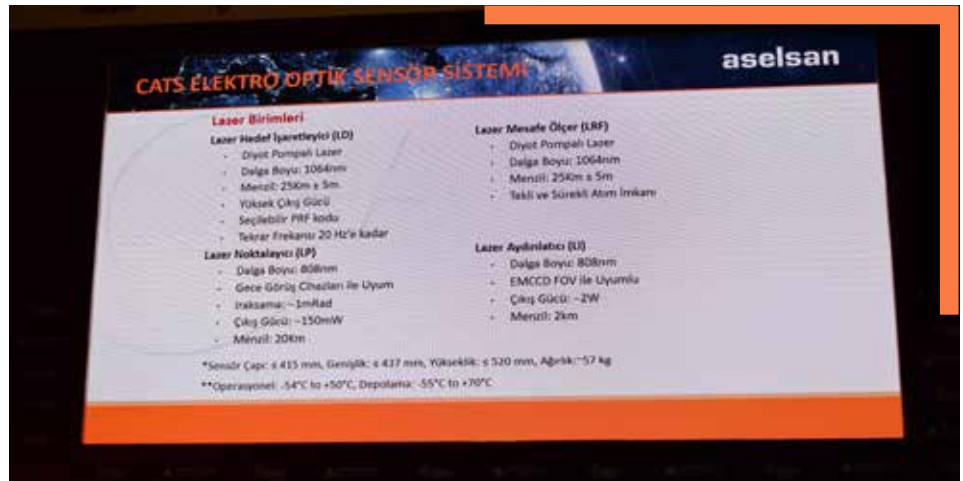 aselsan
CATS ELEKTRO OPTİK SENSÖR SİSTEMİ
Lazer Birimleri
Lazer Hedef İşaretleyici (LD)
- Diyot Pompalı Lazer
- Dalga Boyu: 1064nm
- Menzil: 25Km ± 5m
- Yüksek Çıkış Gücü
- Seçilebilir PRF kodu
- Tekrar Frekansı 20 Hz'e kadar
Lazer Noktalayıcı (LP)
- Dalga Boyu: 808nm
- Gece Görüş Cihazları ile Uyum
- Iraksama: ~1mRad
- Çıkış Gücü: ~150mW
- Menzil: 20Km
Lazer Mesafe Ölçer (LRF)
- Diyot Pompalı Lazer
- Dalga Boyu: 1064nm
- Menzil: 25Km ± 5m
- Tekli ve Sürekli Atım İmkanı
Lazer Aydınlatıcı (LI)
- Dalga Boyu: 808nm
- EMCCD FOV ile Uyumlu
- Çıkış Gücü: ~2W
- Menzil: 2km
*Sensör Çapı: ≤ 415 mm, Genişlik: ≤ 437 mm, Yükseklik: ≤ 520 mm, Ağırlık:~57 kg
**Operasyonel: -54°C to +50°C, Depolama: -55°C to +70°C